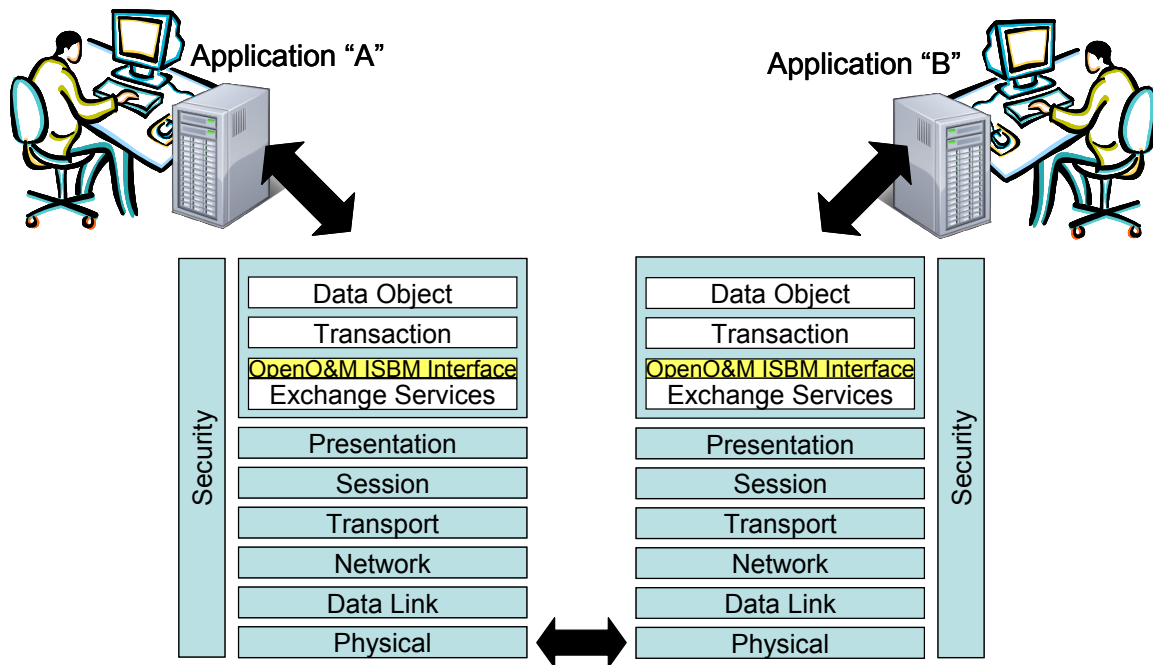 Application “A”
Application “B”
Security
Data Object
Transaction
OpenO&M ISBM Interface
Exchange Services
Presentation
Session
Transport
Network
Data Link
Physical
Data Object
Transaction
OpenO&M ISBM Interface
Exchange Services
Presentation
Session
Transport
Network
Data Link
Physical
Security